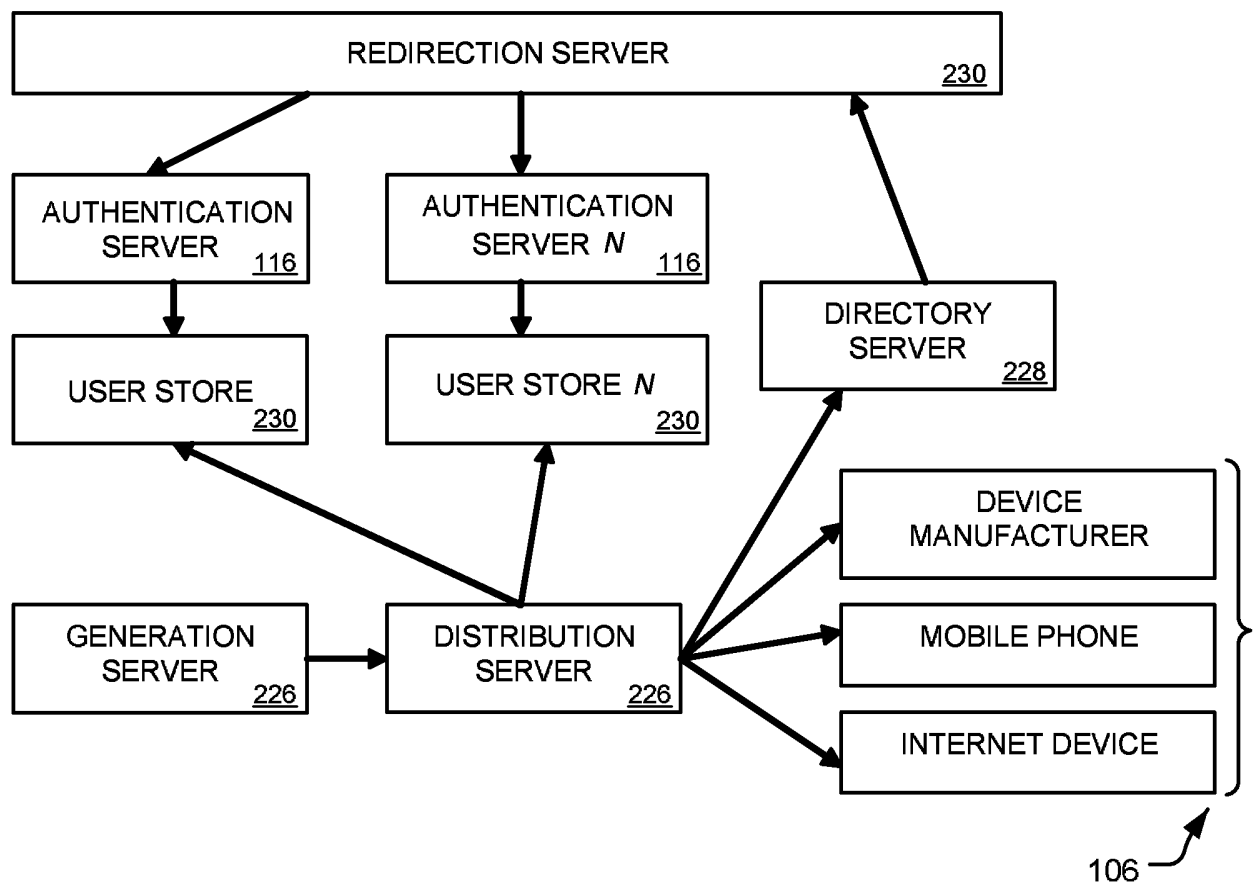 REDIRECTION SERVER
230
AUTHENTICATION
SERVER
116
AUTHENTICATION
SERVER N
116
DIRECTORY
SERVER
228
USER STORE
230
USER STORE N
230
DEVICE
MANUFACTURER
GENERATION
SERVER
226
DISTRIBUTION
SERVER
226
MOBILE PHONE
INTERNET DEVICE
106